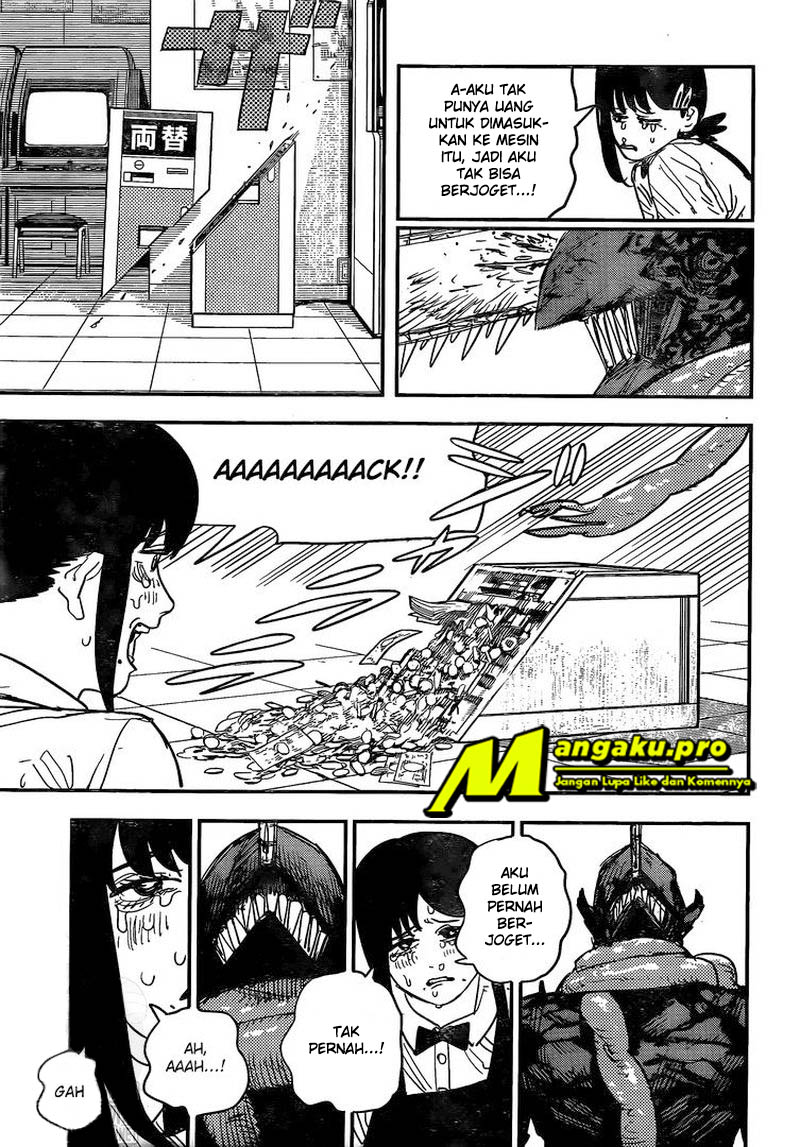 A-AKU TAK
PUNYA UANG
UNTUK DIMASUK-
KAN KE MESIN
ITU, JADI AKU
TAK BISA
BERJOGET...!
ガ
両替
AAAAAAAAACK!!
Mangaku.pro
Jangan Lupa Like dan Komennya
AKU
BELUM
PERNAH
BER-
JOGET...
TAK
PERNAH...!
AH,
AAAH...!
GAH